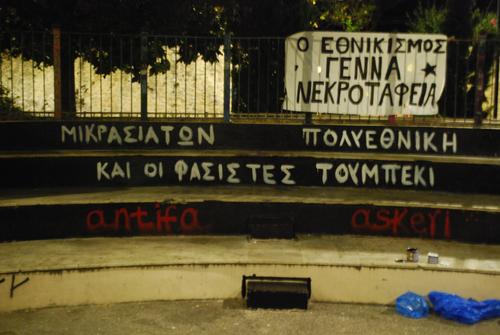 Ο ΕΘΝΙΚΙΣΜΟΣ
ΓΕΝΝΑ
ΝΕΚΡΟΤΑΦΕΙΑ
ΜΙΚΡΑΣΙΑΤΩΝ ΠΟΛΥΕΘΝΙΚΗ
ΚΑΙ ΟΙ ΦΑΣΙΣΤΕΣ ΤΟΥΜΠΕΚΙ
antifa askeri